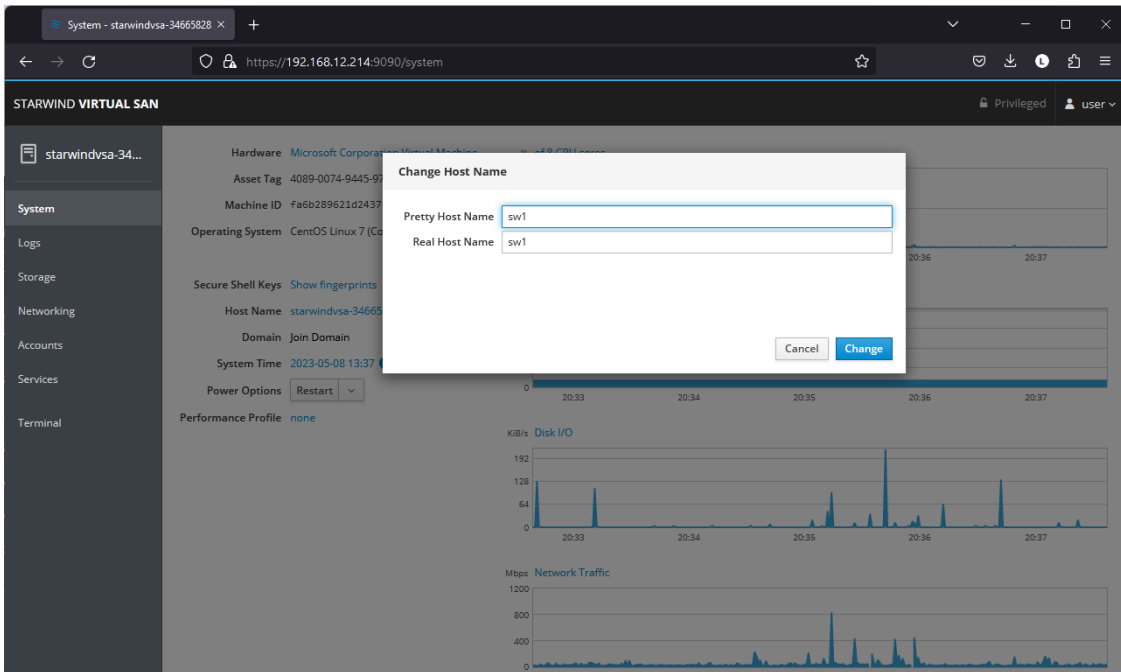 System - starwindvsa-34665828
https://192.168.12.214:9090/system
L
STARWIND VIRTUAL SAN
Privileged
user
starwindvsa-34...
System
Logs
Storage
Networking
Accounts
Services
Terminal
Hardware Microsoft Corporation Virtual Machine
Asset Tag 4089-0074-9445-97
Machine ID fa6b289621d2437
Operating System CentOS Linux 7 (Co
Secure Shell Keys Show fingerprints
Host Name starwindvsa-34665
Domain Join Domain
System Time 2023-05-08 13:37
Power Options Restart
Performance Profile none
Change Host Name
Pretty Host Name sw1
Real Host Name sw1
Cancel Change
% of 8 CPU cores
20:36 20:37
0
20:33 20:34 20:35 20:36 20:37
KiB/s Disk I/O
192
128
64
0
20:33 20:34 20:35 20:36 20:37
Mbps Network Traffic
1200
800
400
0